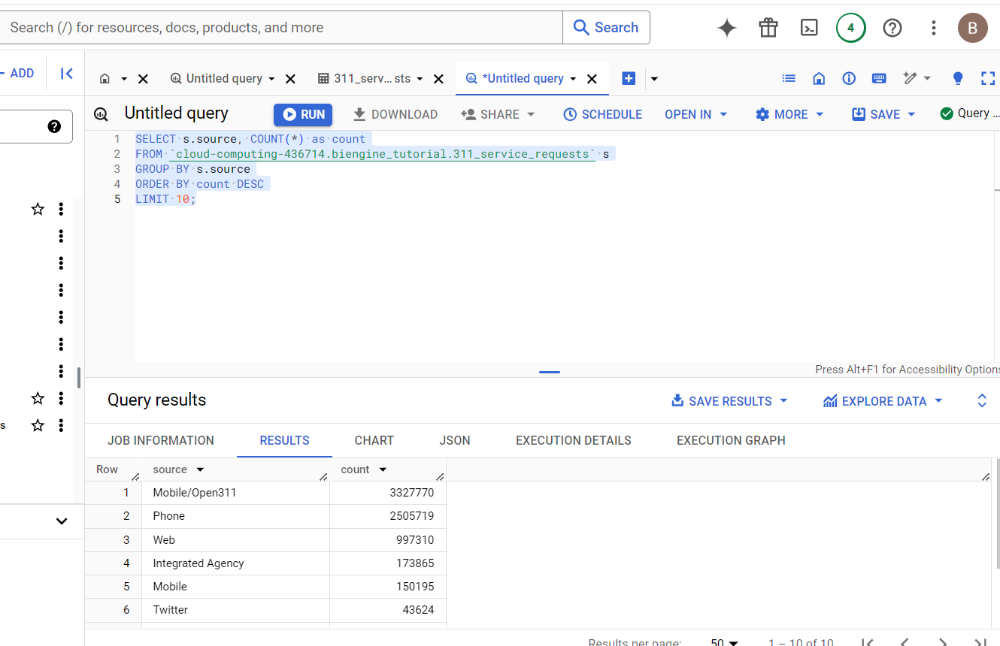 Search (/) for resources, docs, products, and more
Search
4
B
ADD
Untitled query
311_serv… sts
*Untitled query
Untitled query
RUN
DOWNLOAD
SHARE
SCHEDULE
OPEN IN
MORE
SAVE
Query ...
1 SELECT s.source, COUNT(*) as count
2 FROM `cloud-computing-436714.biengine_tutorial.311_service_requests` s
3 GROUP BY s.source
4 ORDER BY count DESC
5 LIMIT 10;
Press Alt+F1 for Accessibility Options
s
Query results
SAVE RESULTS
EXPLORE DATA
JOB INFORMATION
RESULTS
CHART
JSON
EXECUTION DETAILS
EXECUTION GRAPH
Row source count
1 Mobile/Open311 3327770
2 Phone 2505719
3 Web 997310
4 Integrated Agency 173865
5 Mobile 150195
6 Twitter 43624
Results per page: 50 1 – 10 of 10